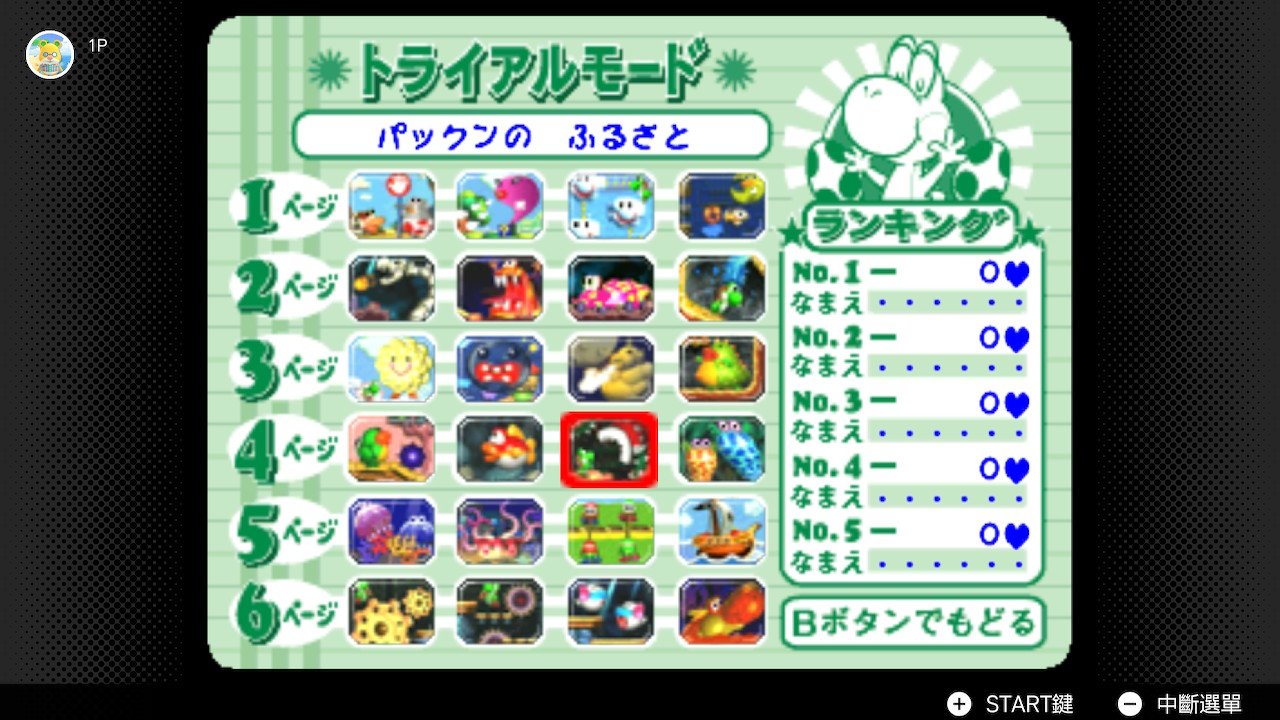 1P
トライアルモード
パックンの ふるさと
1ページ
2ページ
3ページ
4ページ
5ページ
6ページ
ランキング
No.1ー 0♥
なまえ ・・・・・・
No.2ー 0♥
なまえ ・・・・・・
No.3ー 0♥
なまえ ・・・・・・
No.4ー 0♥
なまえ ・・・・・・
No.5ー 0♥
なまえ ・・・・・・
Bボタンでもどる
START鍵 中斷選單